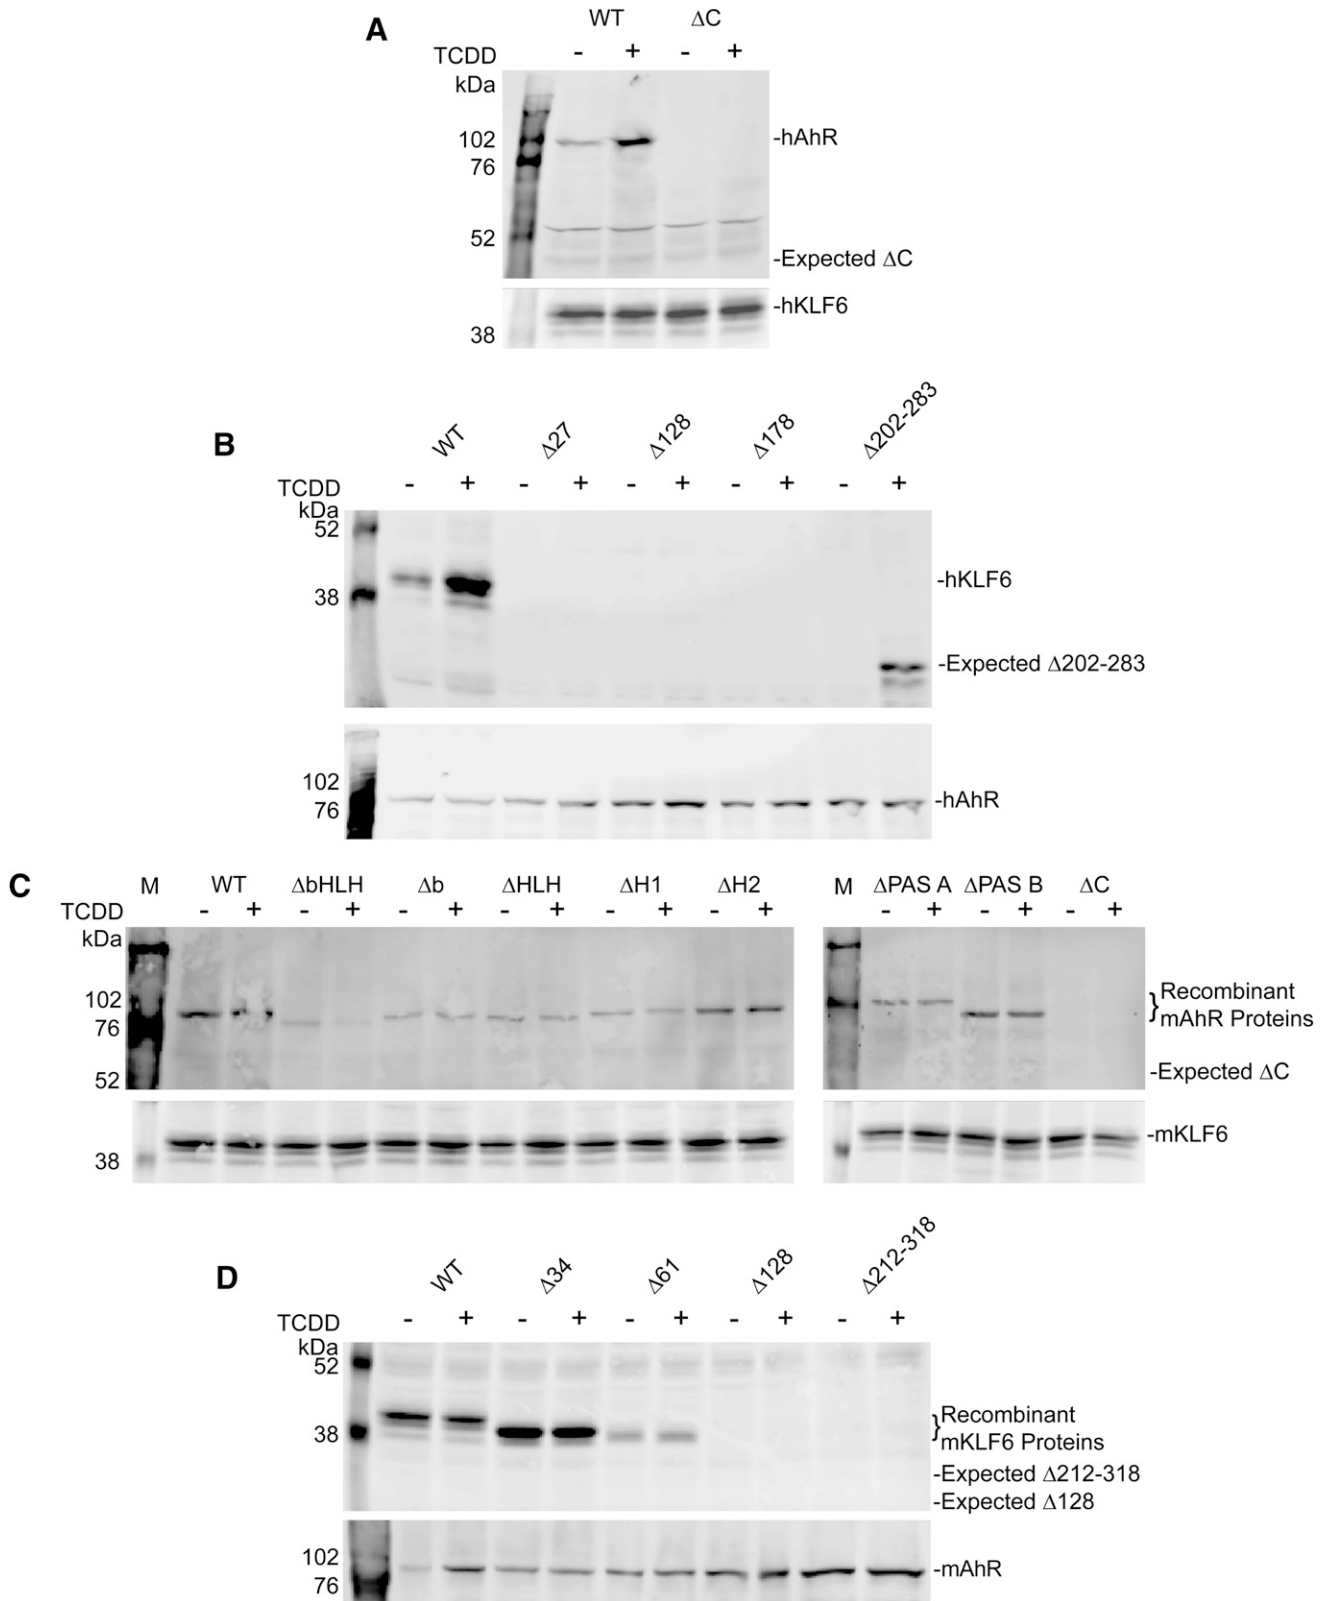 A
WT ΔC
TCDD - + - +
kDa
102 -hAhR
76
52
-Expected ΔC
-hKLF6
38
B
WT Δ27 Δ128 Δ178 Δ202-283
TCDD - + - + - + - + - +
kDa
52
-hKLF6
38
-Expected Δ202-283
102
76 -hAhR
C
M WT ΔbHLH Δb ΔHLH ΔH1 ΔH2 M ΔPAS A ΔPAS B ΔC
TCDD - + - + - + - + - + - + - + - + - +
kDa
102
76
52
}Recombinant
mAhR Proteins
-Expected ΔC
-mKLF6
38
D
WT Δ34 Δ61 Δ128 Δ212-318
TCDD - + - + - + - + - +
kDa
52
38
}Recombinant
mKLF6 Proteins
-Expected Δ212-318
-Expected Δ128
102
76 -mAhR